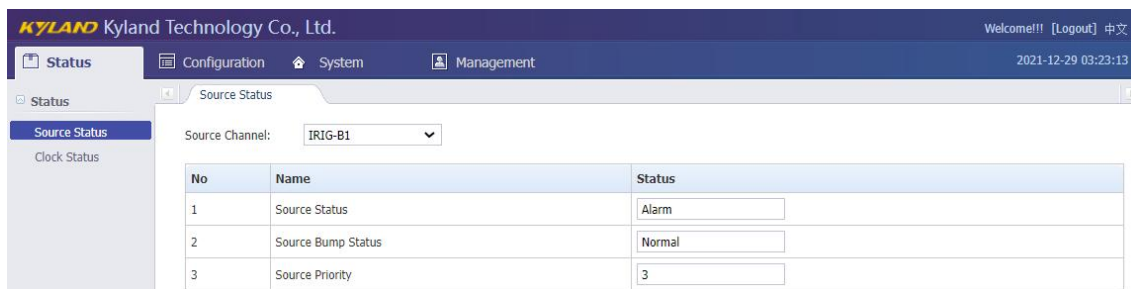 KYLAND Kyland Technology Co., Ltd.
Welcome!!! [Logout] 中文
Status Configuration System Management 2021-12-29 03:23:13
Status
Source Status
Source Status
Clock Status
Source Channel: IRIG-B1
No Name Status
1 Source Status Alarm
2 Source Bump Status Normal
3 Source Priority 3